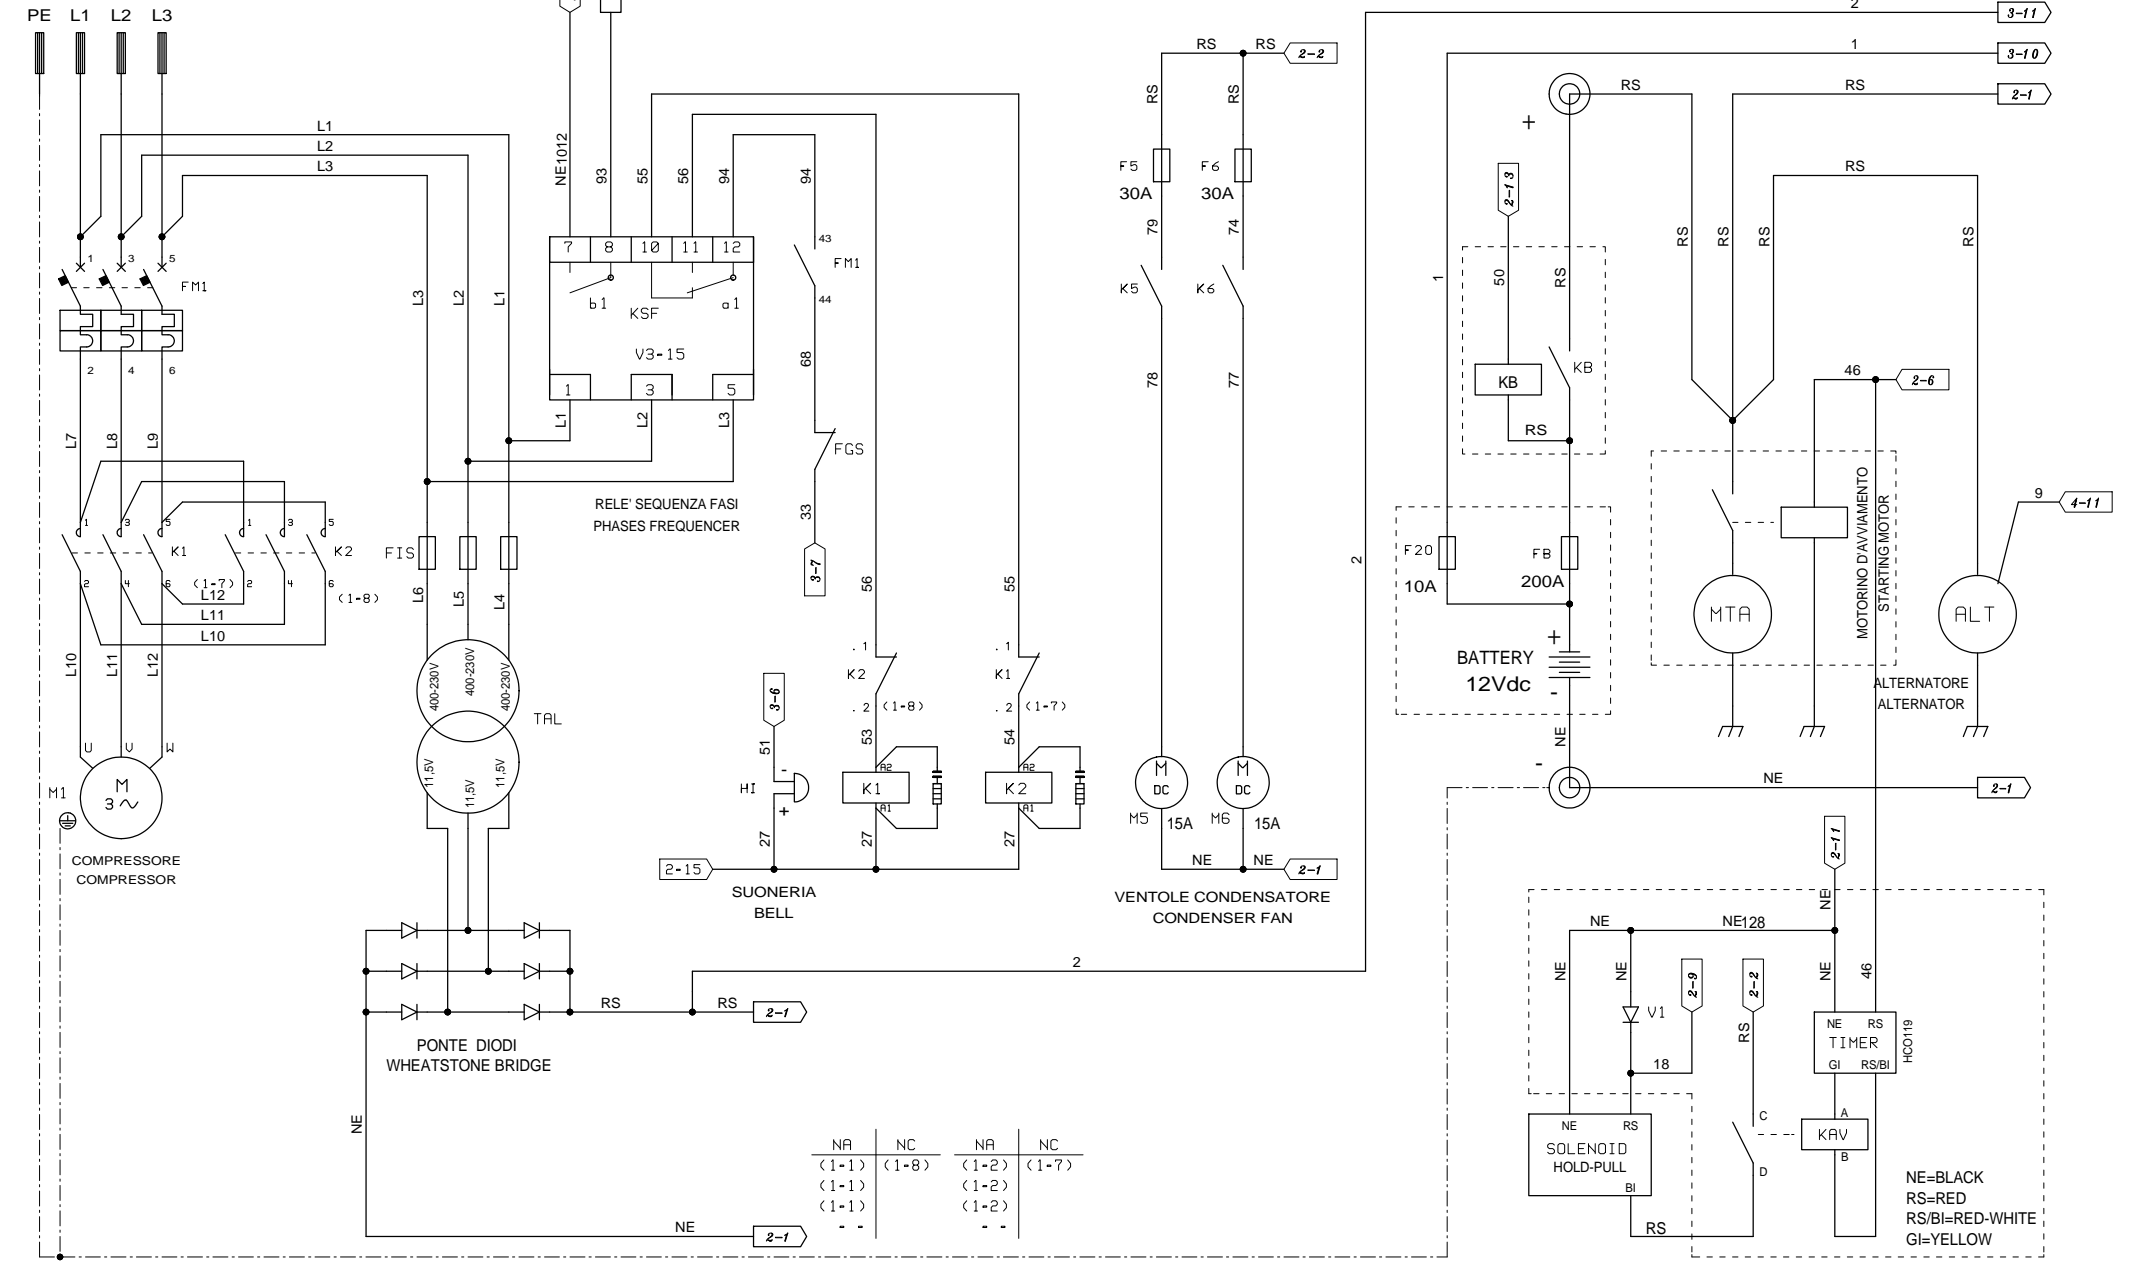 PE L1 L2 L3
2 3-11
1 3-10
RS RS 2-2
RS RS 2-1
L1
L2
L3
RS RS
+
NE1012 93 55 56 94 94
F5 F6
30A 30A
2-13
RS
79 74
7 8 10 11 12
43
FM1
44
b1 a1
KSF
V3-15
1 3 5
1 3 5
FM1
2 4 6
L3 L2 L1
K5 K6
1
50 RS
RS RS RS RS
68
78 77
KB KB
RS
46 2-6
L1 L2 L3
L7 L8 L9
FGS
RELE' SEQUENZA FASI
PHASES FREQUENCER
33
3-7
1 3 5 1 3 5
K1 K2
2 4 6 (1-7) 2 4 6 (1-8)
L12
L11
L10
FIS
L6 L5 L4
56 55
2
F20 FB
10A 200A
+
BATTERY
12Vdc
-
MOTORINO D'AVVIAMENTO
STARTING MOTOR
9 4-11
MTA ALT
ALTERNATORE
ALTERNATOR
L10 L11 L12
400-230V 400-230V 400-230V
TAL
11,5V 11,5V 11,5V
. 1 . 1
K2 K1
. 2 (1-8) . 2 (1-7)
3-6
51 53 54
U V W
M1 M
3
HI - +
A2 A2
K1 K2
A1 A1
27 27 27
M M
DC DC
M5 15A M6 15A
NE
-
NE 2-1
COMPRESSORE
COMPRESSOR
2-15
SUONERIA
BELL
NE NE 2-1
VENTOLE CONDENSATORE
CONDENSER FAN
2-11
NE
NE NE128
NE NE NE 46
2-9 2-2
2
RS RS 2-1
PONTE DIODI
WHEATSTONE BRIDGE
V1
18
RS
NE RS
TIMER
GI RS/BI
HCO119
NE
NE RS
SOLENOID
HOLD-PULL
BI
RS
C
D
A
KAV
B
NA NC NA NC
(1-1) (1-8) (1-2) (1-7)
(1-1) (1-2)
(1-1) (1-2)
- - - -
NE 2-1
NE=BLACK
RS=RED
RS/BI=RED-WHITE
GI=YELLOW